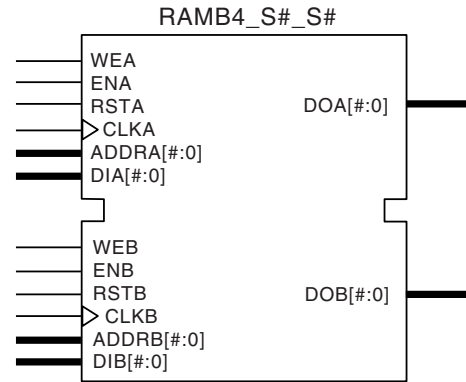 RAMB4_S#_S#
WEA
ENA
RSTA
CLKA
ADDRA[#:0]
DIA[#:0]
DOA[#:0]
WEB
ENB
RSTB
CLKB
ADDRB[#:0]
DIB[#:0]
DOB[#:0]